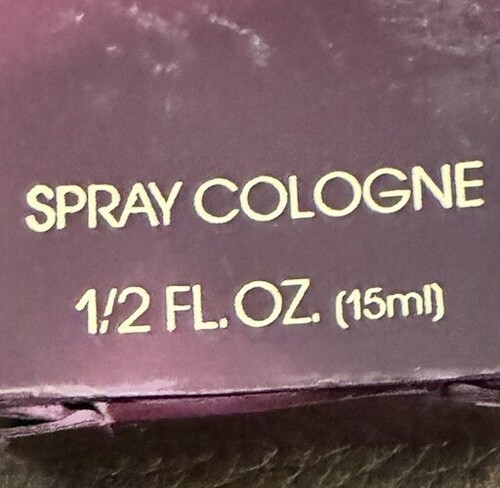 SPRAY COLOGNE
1/2 FL. OZ. (15ml)